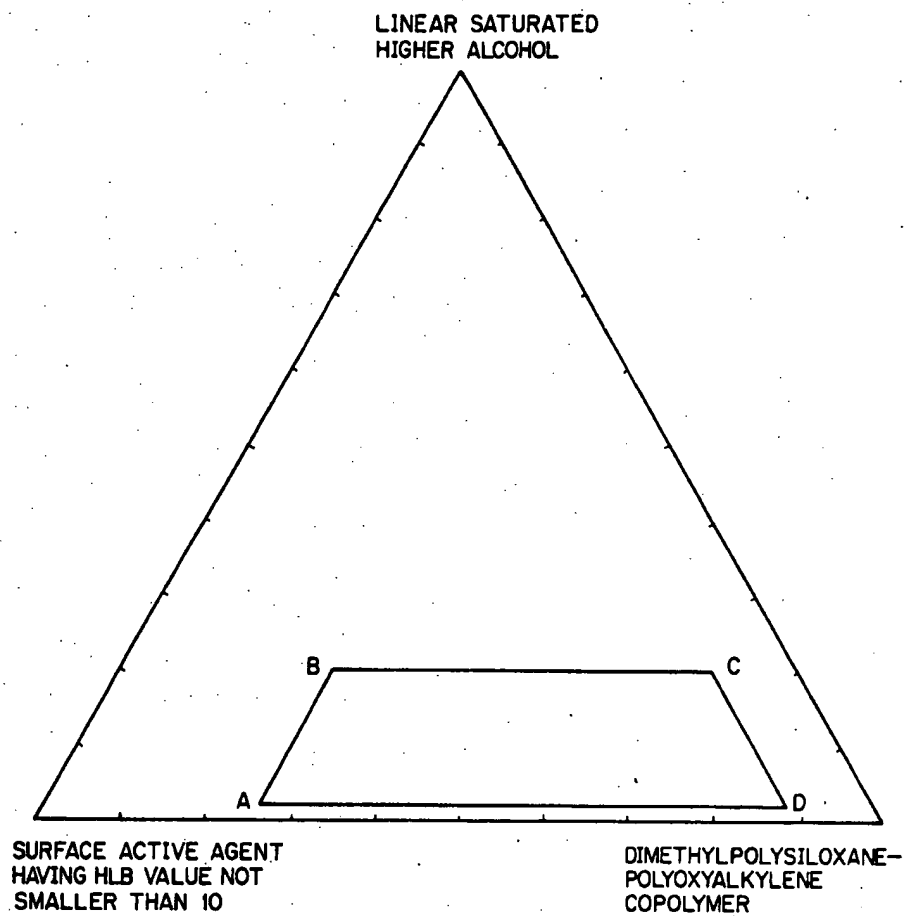 LINEAR SATURATED
HIGHER ALCOHOL
B
C
A
D
SURFACE ACTIVE AGENT
HAVING HLB VALUE NOT
SMALLER THAN 10
DIMETHYLPOLYSILOXANE-
POLYOXYALKYLENE
COPOLYMER